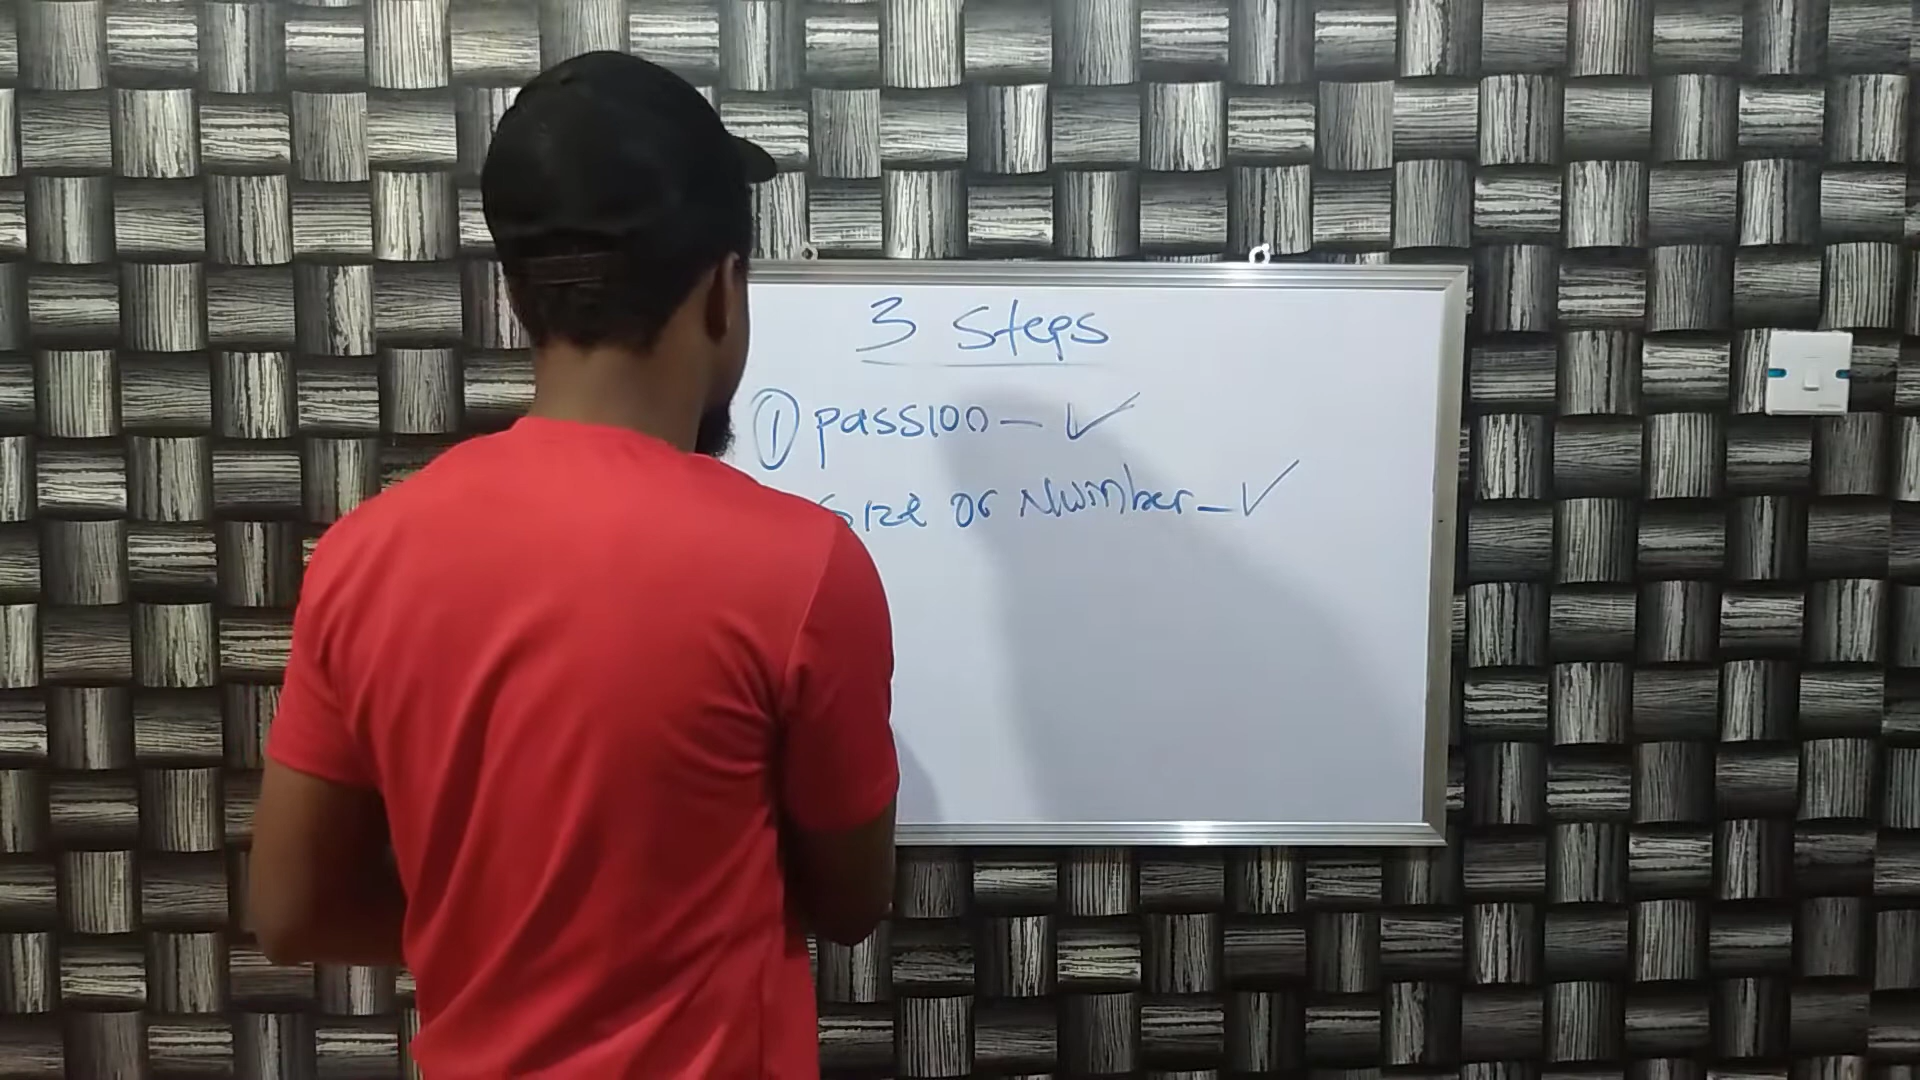 3 Steps
① passion - ✓
Size or Number - ✓